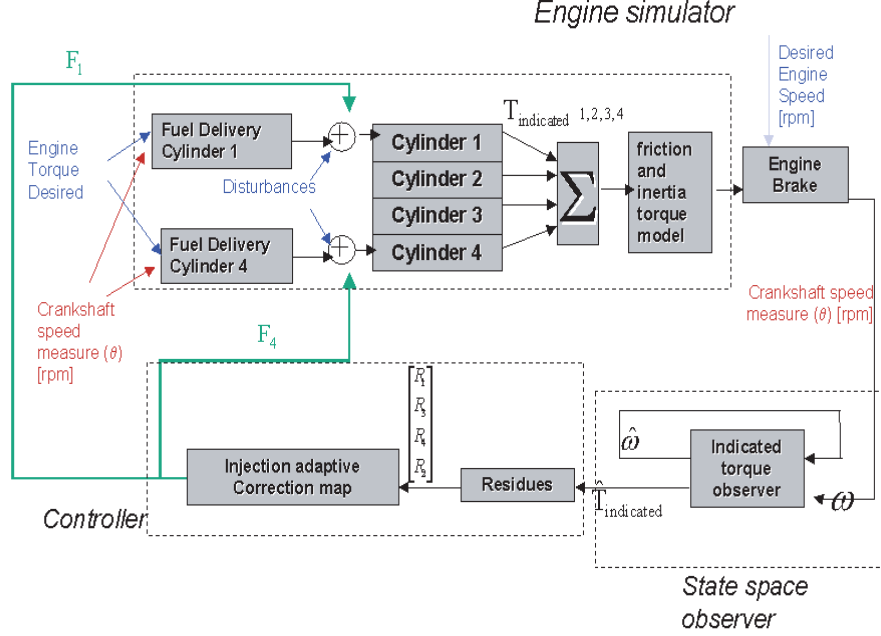 Engine simulator
F1
Desired
Engine
Speed
[rpm]
Tindicated 1,2,3,4
Fuel Delivery
Cylinder 1
+
Cylinder 1
Cylinder 2
Cylinder 3
Cylinder 4
Σ
friction
and
inertia
torque
model
Engine
Brake
Engine
Torque
Desired
Disturbances
Fuel Delivery
Cylinder 4
+
Crankshaft
speed
measure (θ)
[rpm]
F4
Crankshaft speed
measure (θ) [rpm]
R1
R3
R4
R2
ω̂
Indicated
torque
observer
ω
Injection adaptive
Correction map
Residues
T̂indicated
Controller
State space
observer